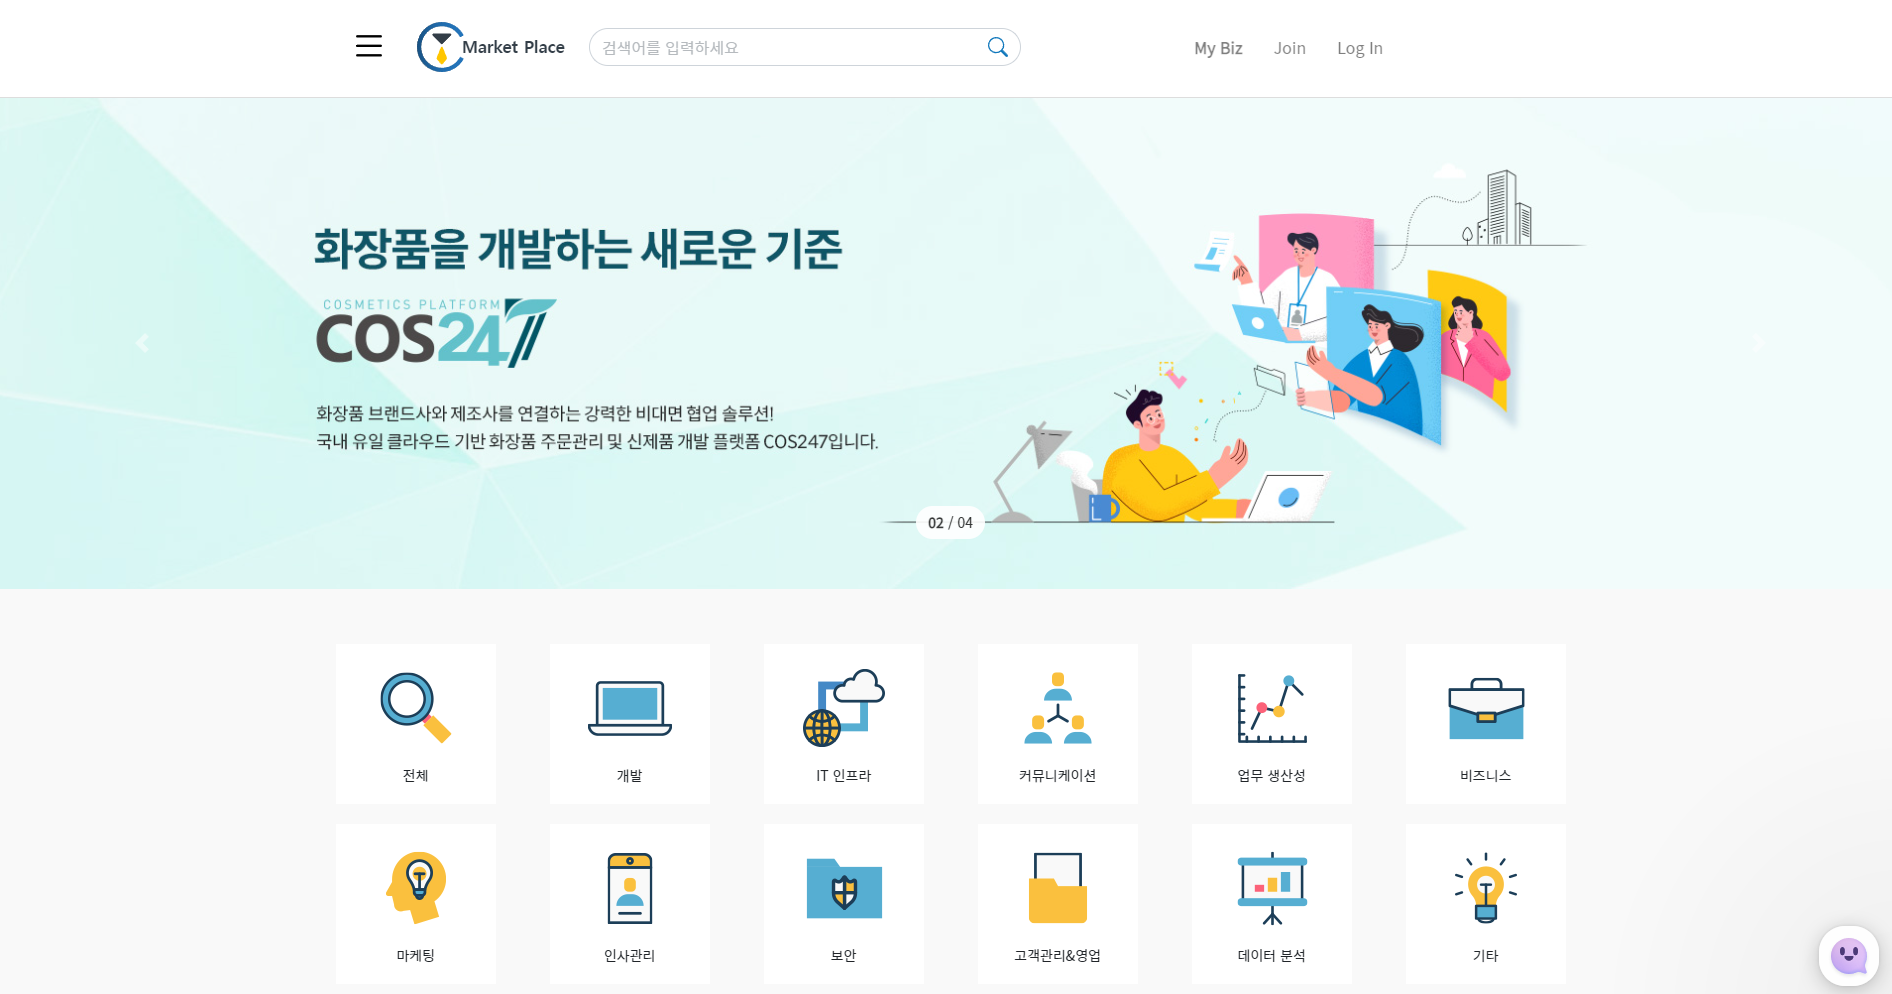 Market Place
검색어를 입력하세요
My Biz
Join
Log In
화장품을 개발하는 새로운 기준
COSMETICS PLATFORM
COS247
화장품 브랜드사와 제조사를 연결하는 강력한 비대면 협업 솔루션!
국내 유일 클라우드 기반 화장품 주문관리 및 신제품 개발 플랫폼 COS247입니다.
02 / 04
전체
개발
IT 인프라
커뮤니케이션
업무 생산성
비즈니스
마케팅
인사관리
보안
고객관리&영업
데이터 분석
기타